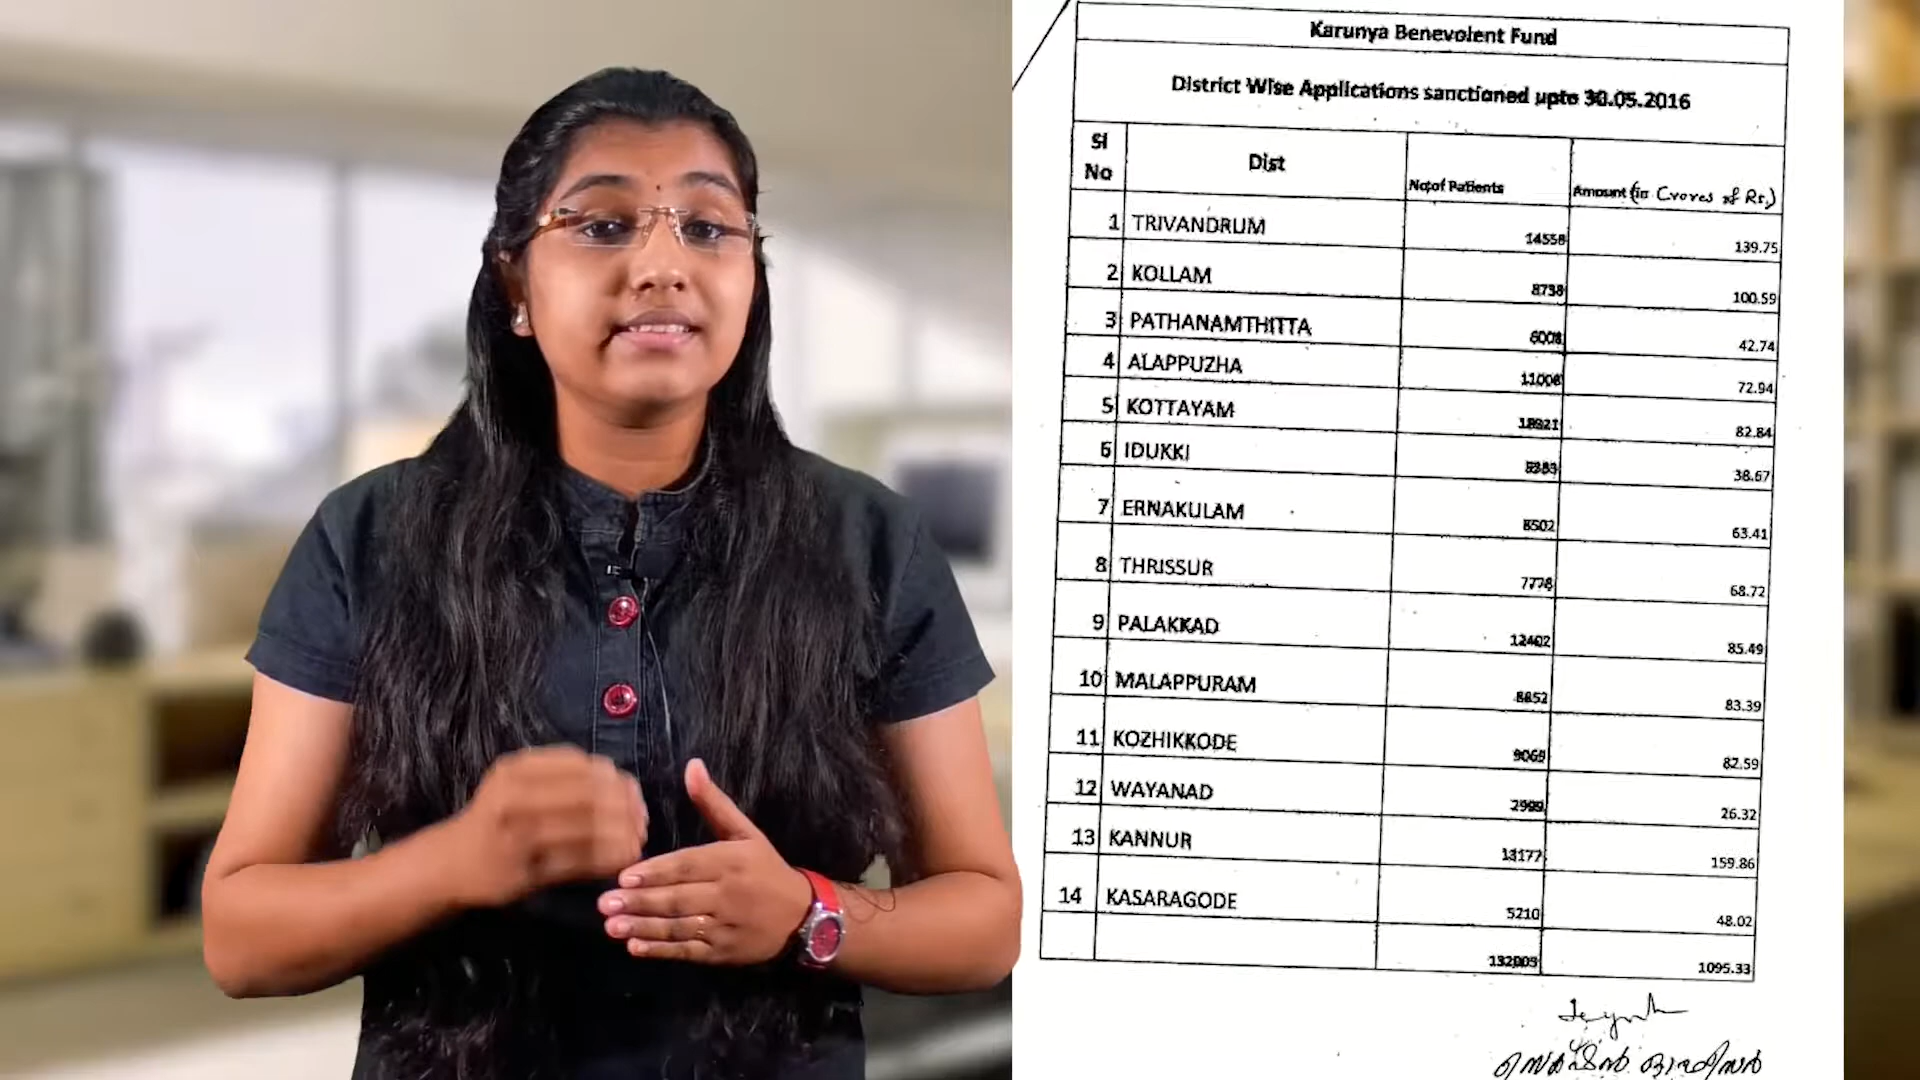 Karunya Benevolent Fund
District Wise Applications sanctioned upto 30.05.2016
Sl No Dist No of Patients Amount (in Crores of Rs.)
1 TRIVANDRUM 14558 139.75
2 KOLLAM 8738 100.59
3 PATHANAMTHITTA 6008 42.74
4 ALAPPUZHA 11006 72.94
5 KOTTAYAM 82.84
6 IDUKKI 38.67
7 ERNAKULAM 8502 63.41
8 THRISSUR 7778 68.72
9 PALAKKAD 12402 85.49
10 MALAPPURAM 8852 83.39
11 KOZHIKKODE 9065 82.59
12 WAYANAD 2999 26.32
13 KANNUR 13177 159.86
14 KASARAGODE 5210 48.02
1095.33